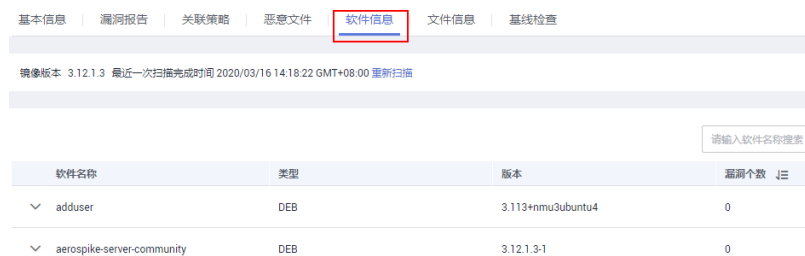 基本信息 漏洞报告 关联策略 恶意文件 软件信息 文件信息 基线检查
镜像版本 3.12.1.3 最近一次扫描完成时间 2020/03/16 14:18:22 GMT+08:00 重新扫描
请输入软件名称搜索
软件名称 类型 版本 漏洞个数
adduser DEB 3.113+nmu3ubuntu4 0
aerospike-server-community DEB 3.12.1.3-1 0